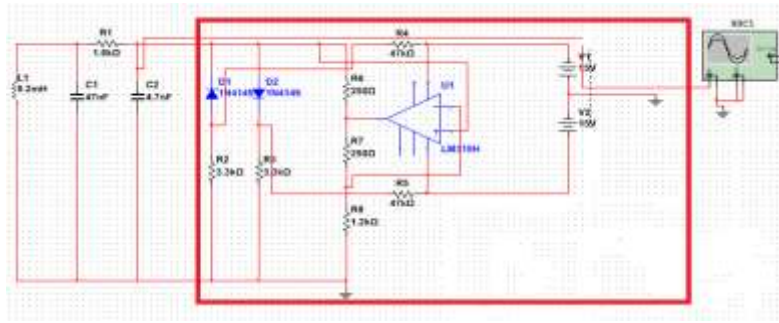 R1
1.8kΩ
R4
47kΩ
XSC1
L1
8.2mH
C1
47nF
C2
4.7nF
D1
1N4148
D2
1N4148
R6
250Ω
U1
V1
15V
V2
15V
R7
250Ω
LM318H
R2
3.3kΩ
R3
3.3kΩ
R5
47kΩ
R8
1.2kΩ